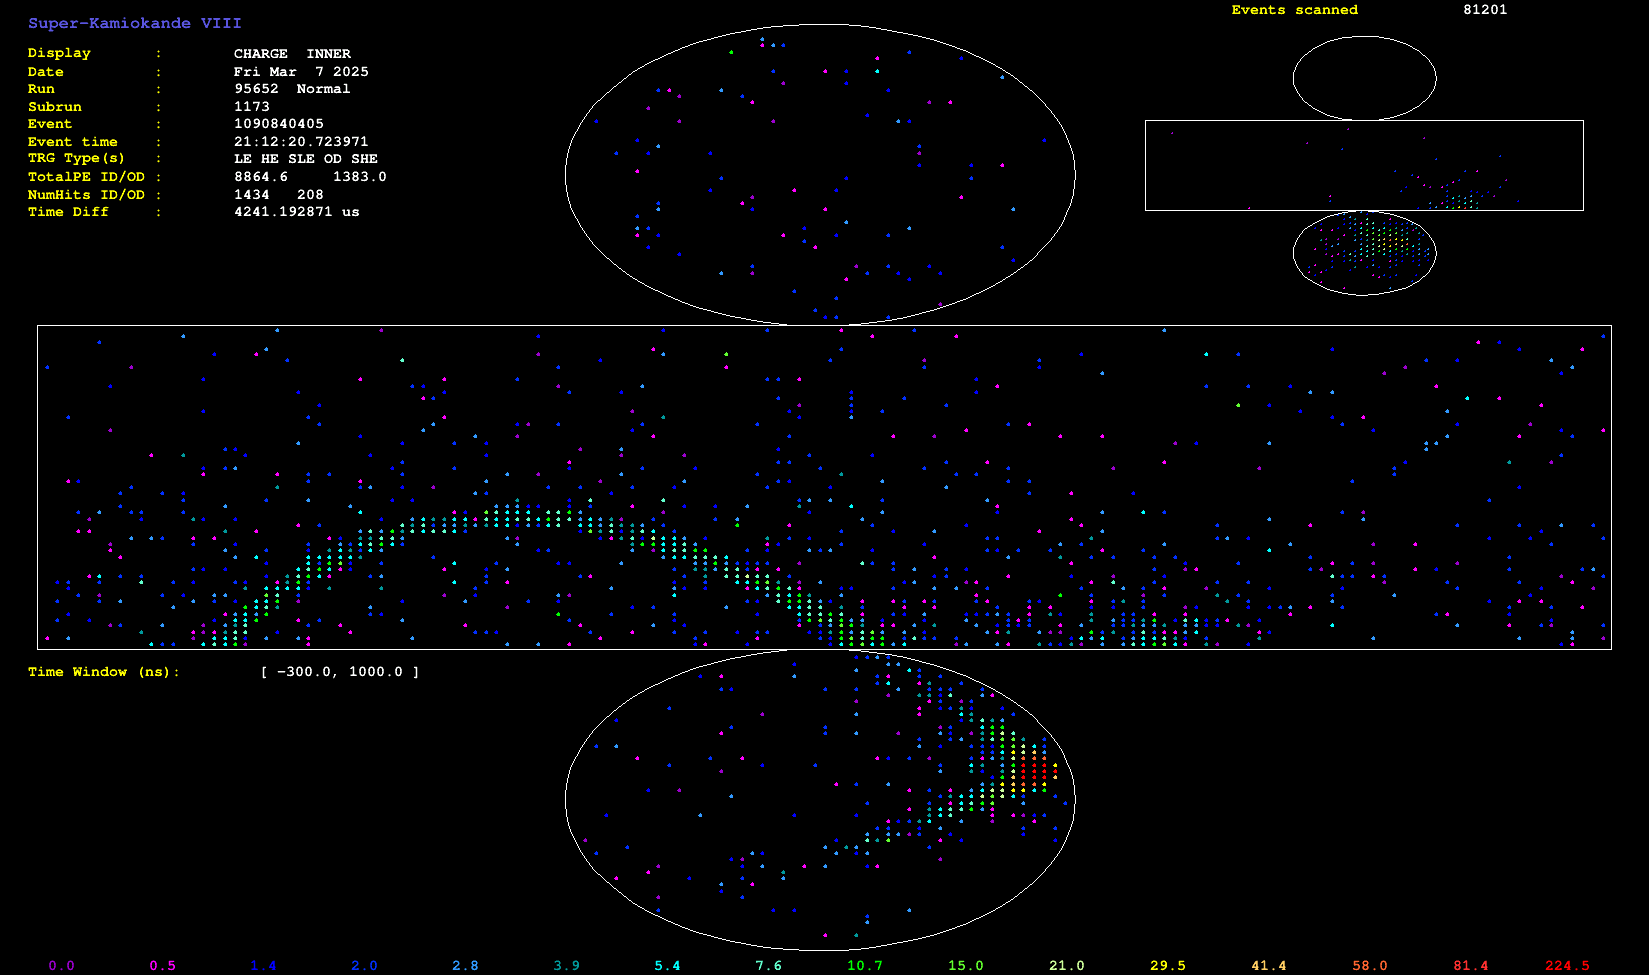 Super-Kamiokande VIII
Events scanned 81201
Display : CHARGE INNER
Date : Fri Mar 7 2025
Run : 95652 Normal
Subrun : 1173
Event : 1090840405
Event time : 21:12:20.723971
TRG Type(s) : LE HE SLE OD SHE
TotalPE ID/OD : 8864.6 1383.0
NumHits ID/OD : 1434 208
Time Diff : 4241.192871 us
Time Window (ns): [ -300.0, 1000.0 ]
0.0 0.5 1.4 2.0 2.8 3.9 5.4 7.6 10.7 15.0 21.0 29.5 41.4 58.0 81.4 224.5